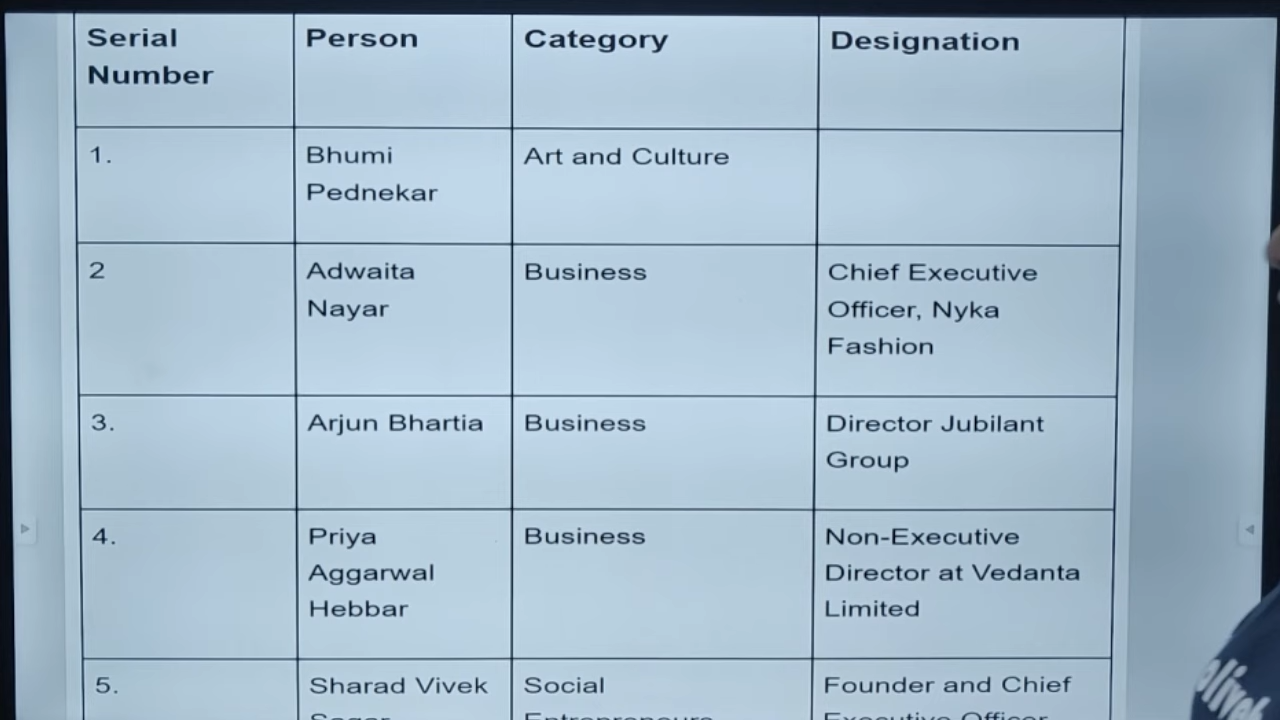 Serial Number
Person
Category
Designation
1.
Bhumi
Pednekar
Art and Culture
2
Adwaita
Nayar
Business
Chief Executive
Officer, Nyka
Fashion
3.
Arjun Bhartia
Business
Director Jubilant
Group
4.
Priya
Aggarwal
Hebbar
Business
Non-Executive
Director at Vedanta
Limited
5.
Sharad Vivek
Social
Founder and Chief